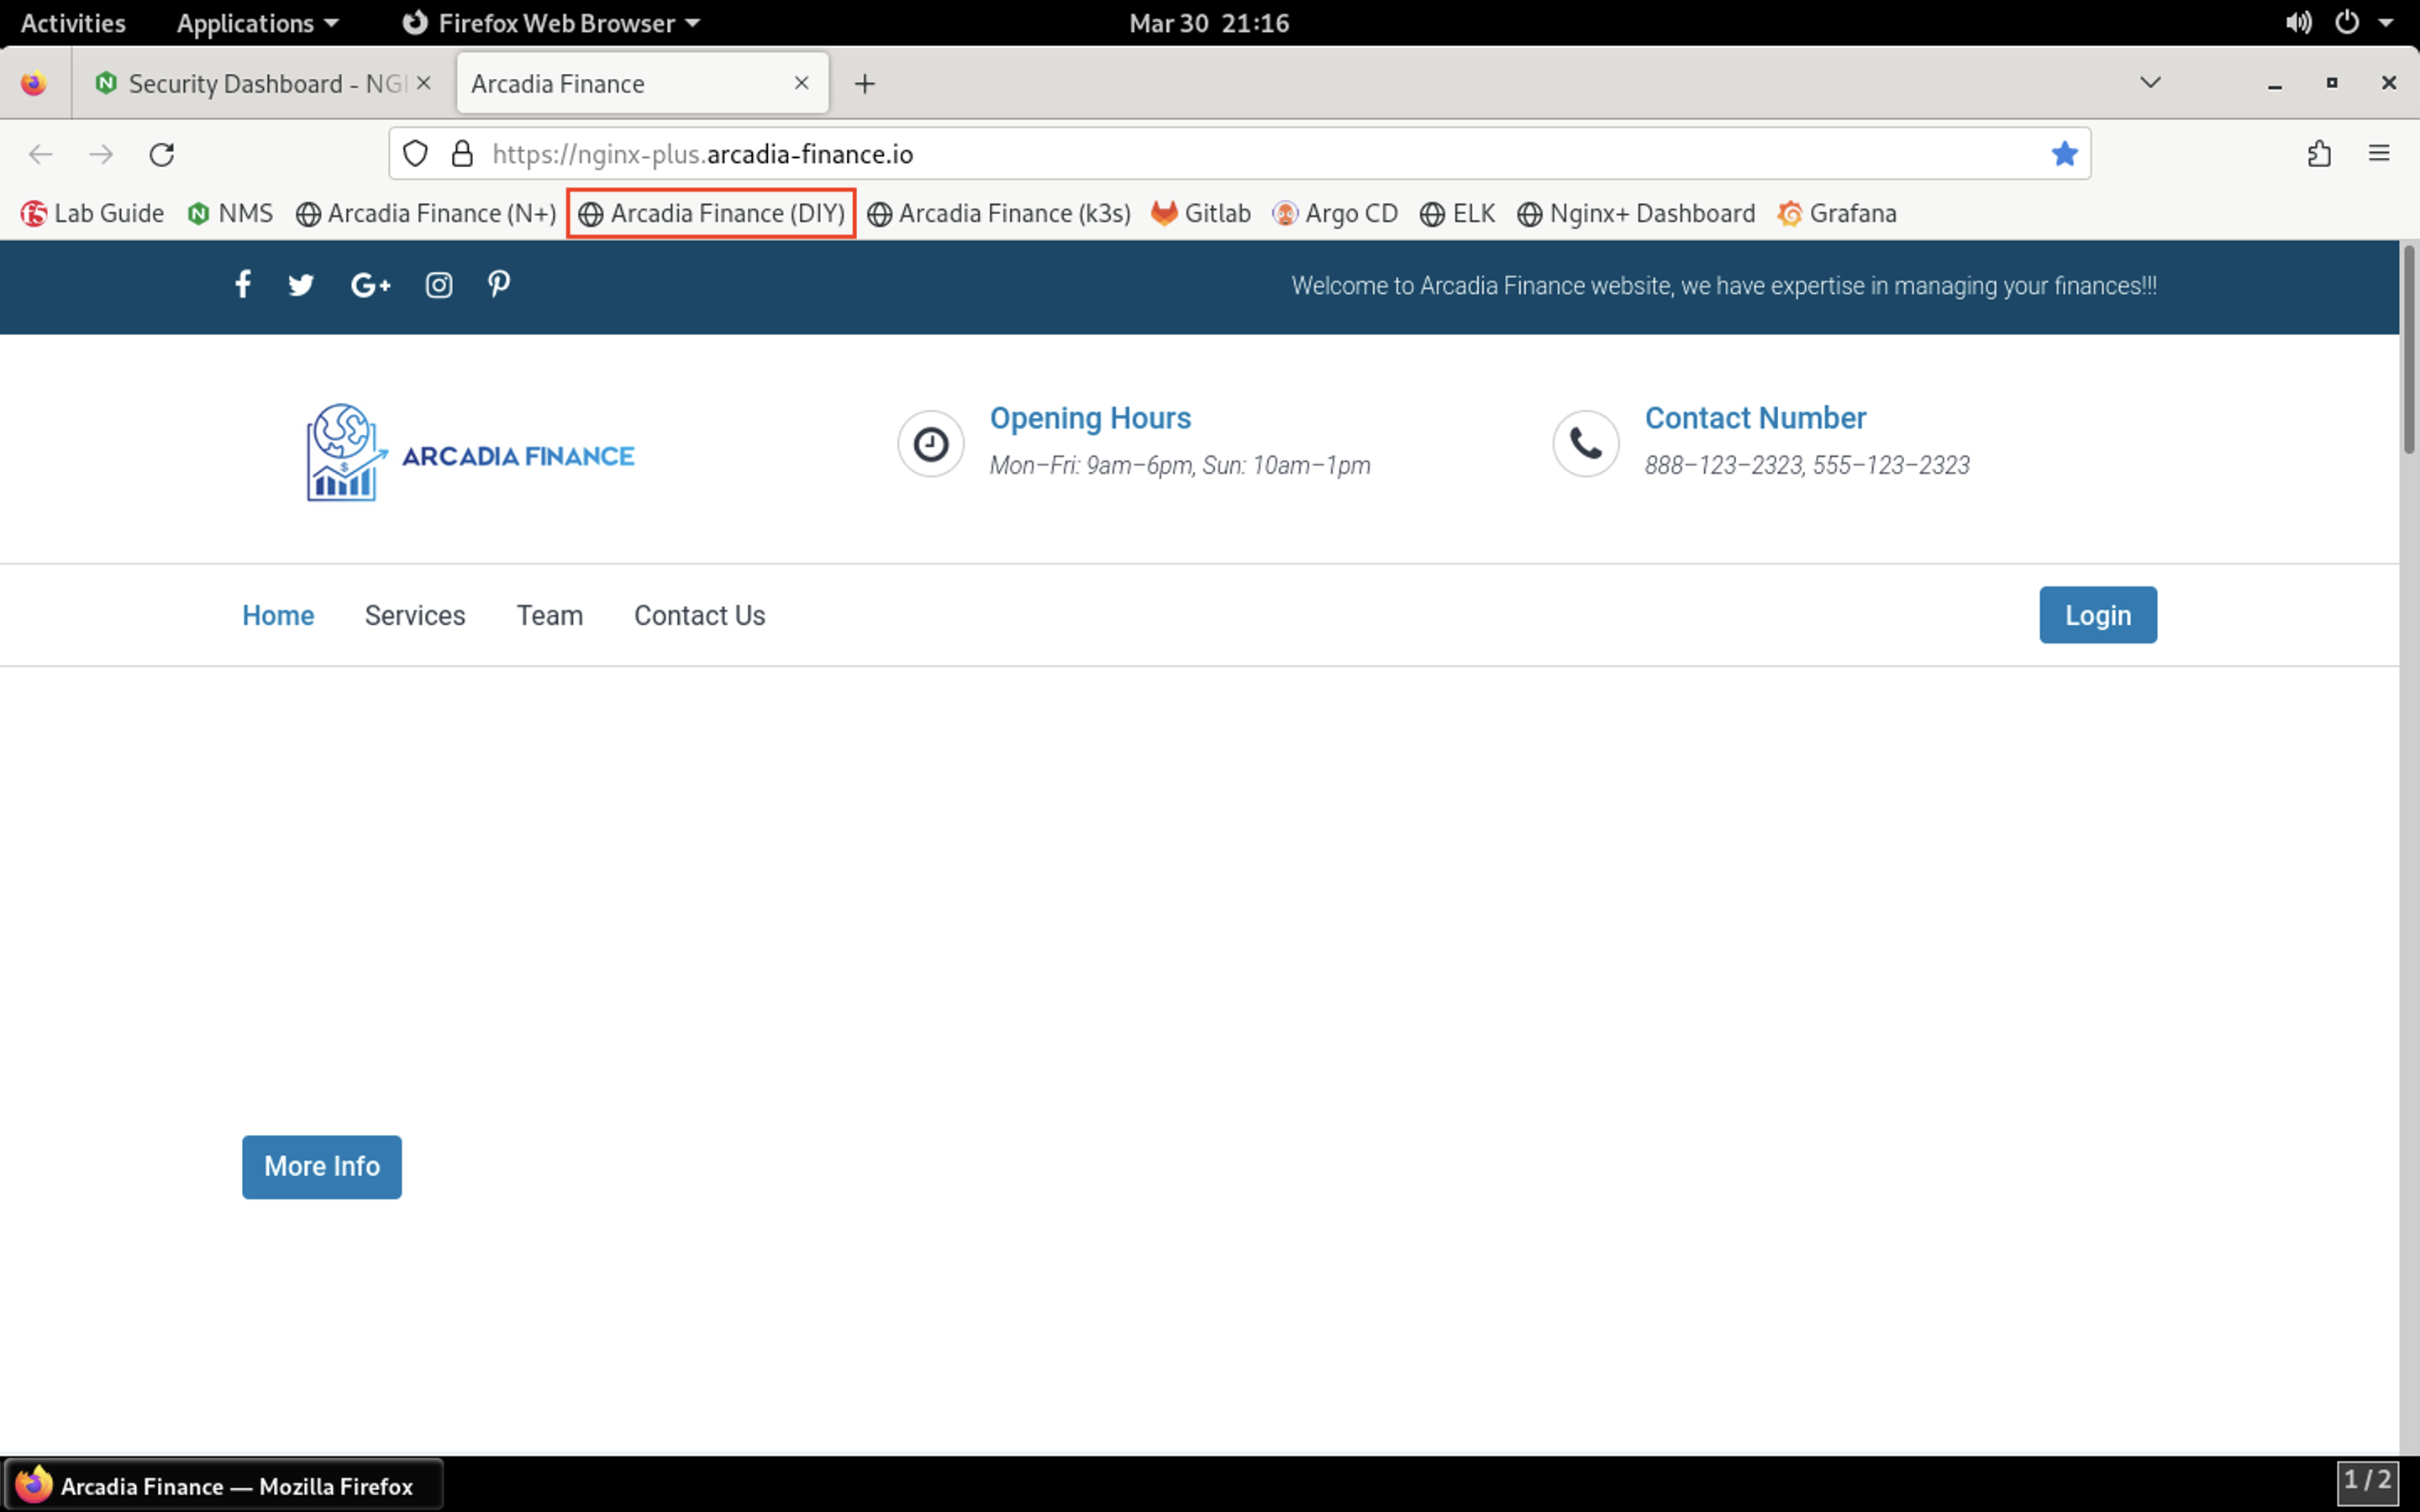 Activities Applications Firefox Web Browser Mar 30 21:16
Security Dashboard - NGI Arcadia Finance
https://nginx-plus.arcadia-finance.io
Lab Guide NMS Arcadia Finance (N+) Arcadia Finance (DIY) Arcadia Finance (k3s) Gitlab Argo CD ELK Nginx+ Dashboard Grafana
Welcome to Arcadia Finance website, we have expertise in managing your finances!!!
ARCADIA FINANCE
Opening Hours
Mon–Fri: 9am–6pm, Sun: 10am–1pm
Contact Number
888–123–2323, 555–123–2323
Home Services Team Contact Us Login
More Info
Arcadia Finance — Mozilla Firefox 1 / 2